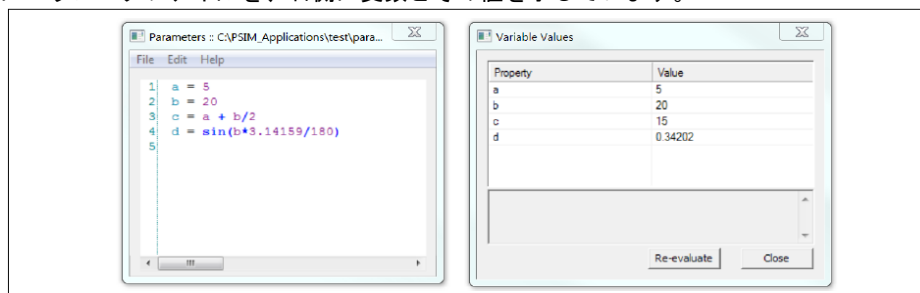 Parameters :: C:\PSIM_Applications\test\para...
File Edit Help
1 a = 5
2 b = 20
3 c = a + b/2
4 d = sin(b*3.14159/180)
5
Variable Values
Property Value
a 5
b 20
c 15
d 0.34202
Re-evaluate Close